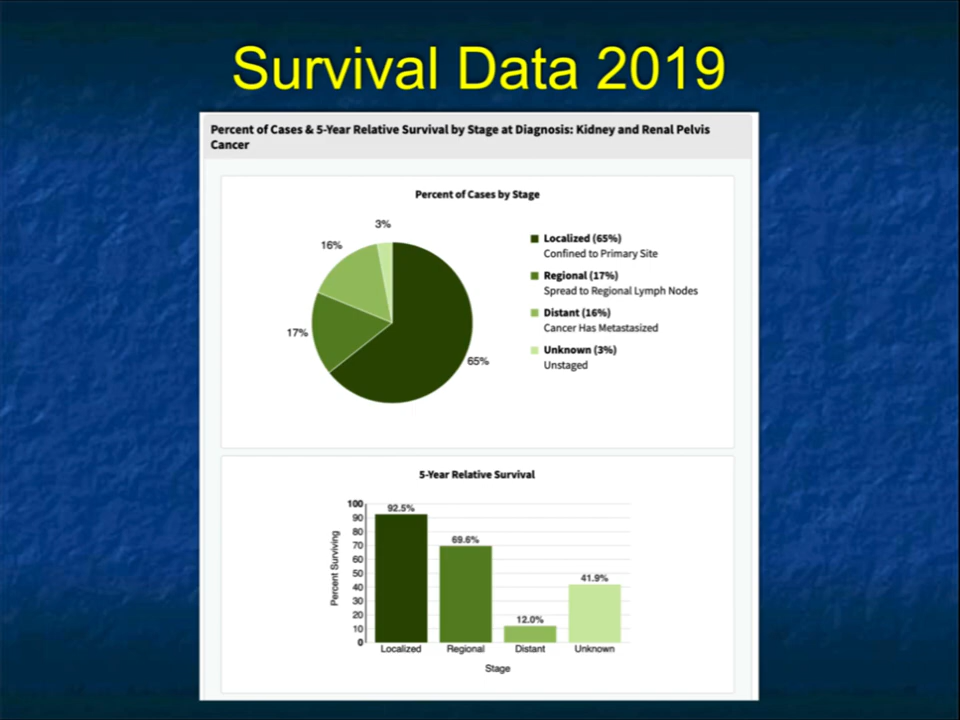 Survival Data 2019
Percent of Cases & 5-Year Relative Survival by Stage at Diagnosis: Kidney and Renal Pelvis
Cancer
Percent of Cases by Stage
3%
16%
17%
65%
Localized (65%)
Confined to Primary Site
Regional (17%)
Spread to Regional Lymph Nodes
Distant (16%)
Cancer Has Metastasized
Unknown (3%)
Unstaged
5-Year Relative Survival
Percent Surviving
100
90
80
70
60
50
40
30
20
10
0
92.5%
69.6%
12.0%
41.9%
Localized Regional Distant Unknown
Stage